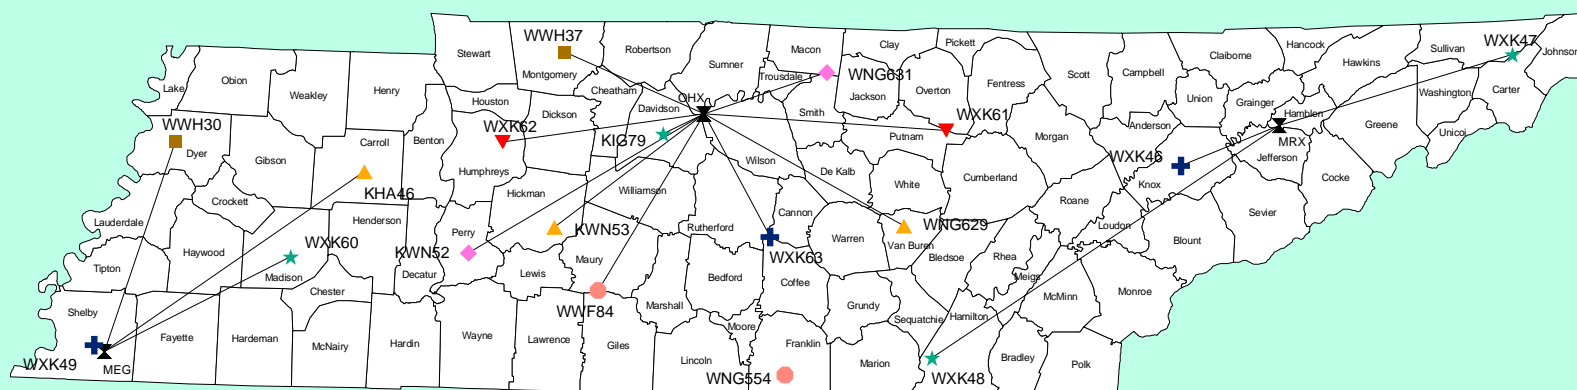 WWH37
WXK47
Stewart
Robertson
Macon
Clay
Pickett
Hancock
Sullivan
Johnson
Sumner
Claiborne
Hawkins
Montgomery
Trousdale
WNG631
Scott
Campbell
Obion
Lake
Henry
Weakley
Cheatham
Jackson
Overton
Fentress
Union
Grainger
Washington
Carter
Houston
OHX
Davidson
Dickson
Smith
WXK61
Hamblen
WWH30
WXK62
KIG79
Putnam
Morgan
Anderson
Greene
Unicoi
Carroll
Benton
MRX
Dyer
Gibson
Wilson
WXK46
Jefferson
Humphreys
De Kalb
White
Cumberland
Knox
Cocke
KHA46
Hickman
Williamson
Crockett
Roane
Cannon
Sevier
Lauderdale
Henderson
Perry
KWN53
Rutherford
WNG629
Loudon
Warren
Van Buren
Blount
WXK60
Haywood
KWN52
Maury
WXK63
Bledsoe
Rhea
Tipton
Madison
Decatur
Lewis
Bedford
Coffee
Meigs
Chester
McMinn
Monroe
Shelby
WWF84
Marshall
Grundy
Sequatchie
Hamilton
Moore
Fayette
Hardeman
McNairy
Hardin
Wayne
Lawrence
Giles
Franklin
WXK49
MEG
Lincoln
Marion
Bradley
Polk
WNG554
WXK48